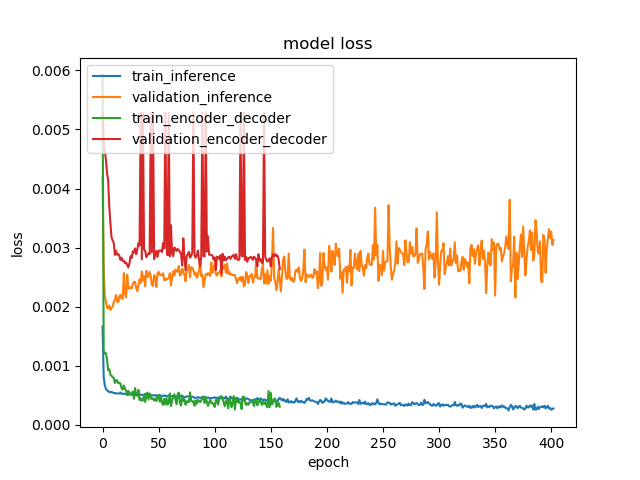 model loss
train_inference
validation_inference
train_encoder_decoder
validation_encoder_decoder
loss
0.006
0.005
0.004
0.003
0.002
0.001
0.000
0 50 100 150 200 250 300 350 400
epoch